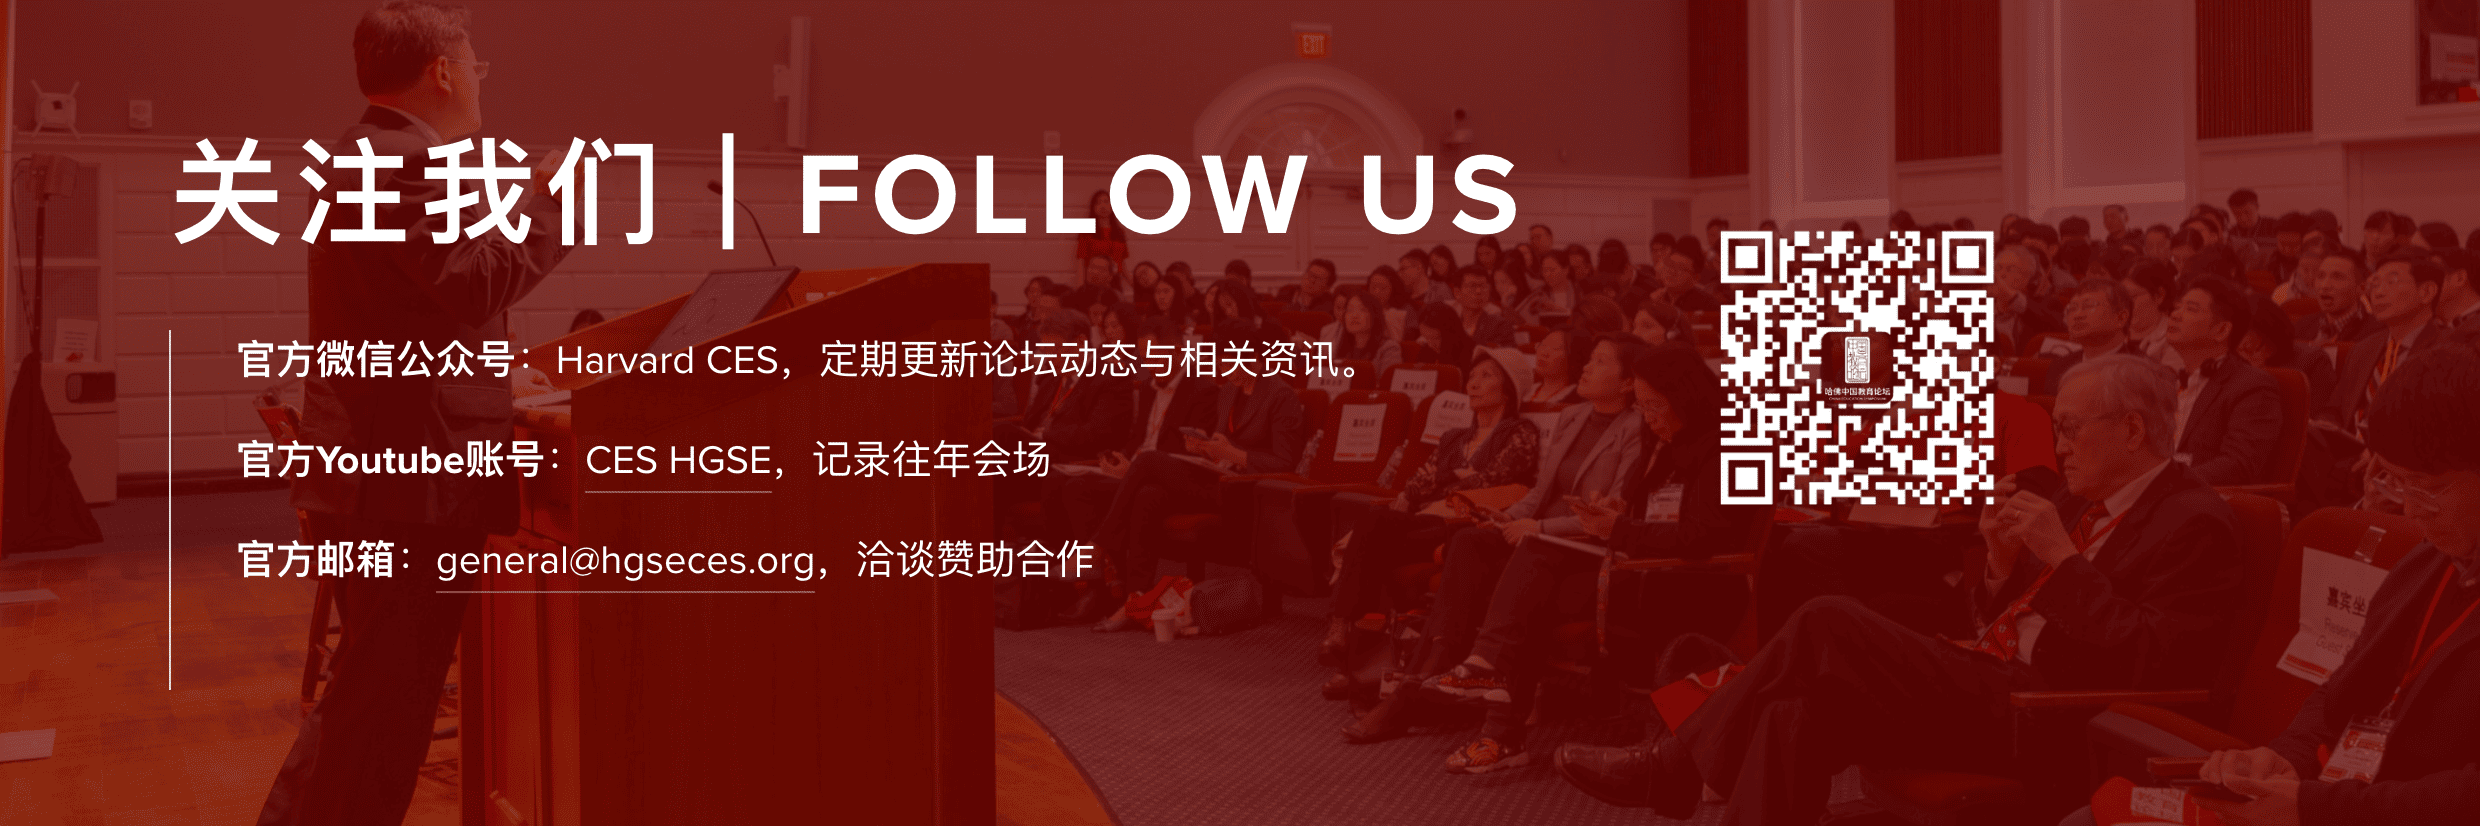 关注我们 | FOLLOW US
官方微信公众号：Harvard CES，定期更新论坛动态与相关资讯。
官方Youtube账号：CES HGSE，记录往年会场
官方邮箱：general@hgseces.org，洽谈赞助合作
哈佛中国教育论坛